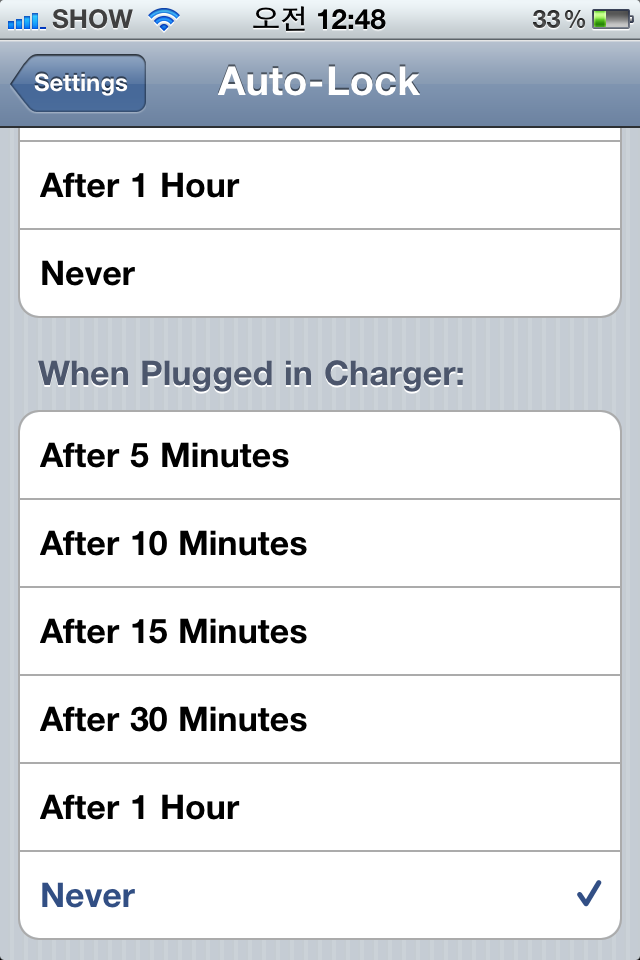 SHOW 오전 12:48 33%
Settings Auto-Lock
After 1 Hour
Never
When Plugged in Charger:
After 5 Minutes
After 10 Minutes
After 15 Minutes
After 30 Minutes
After 1 Hour
Never